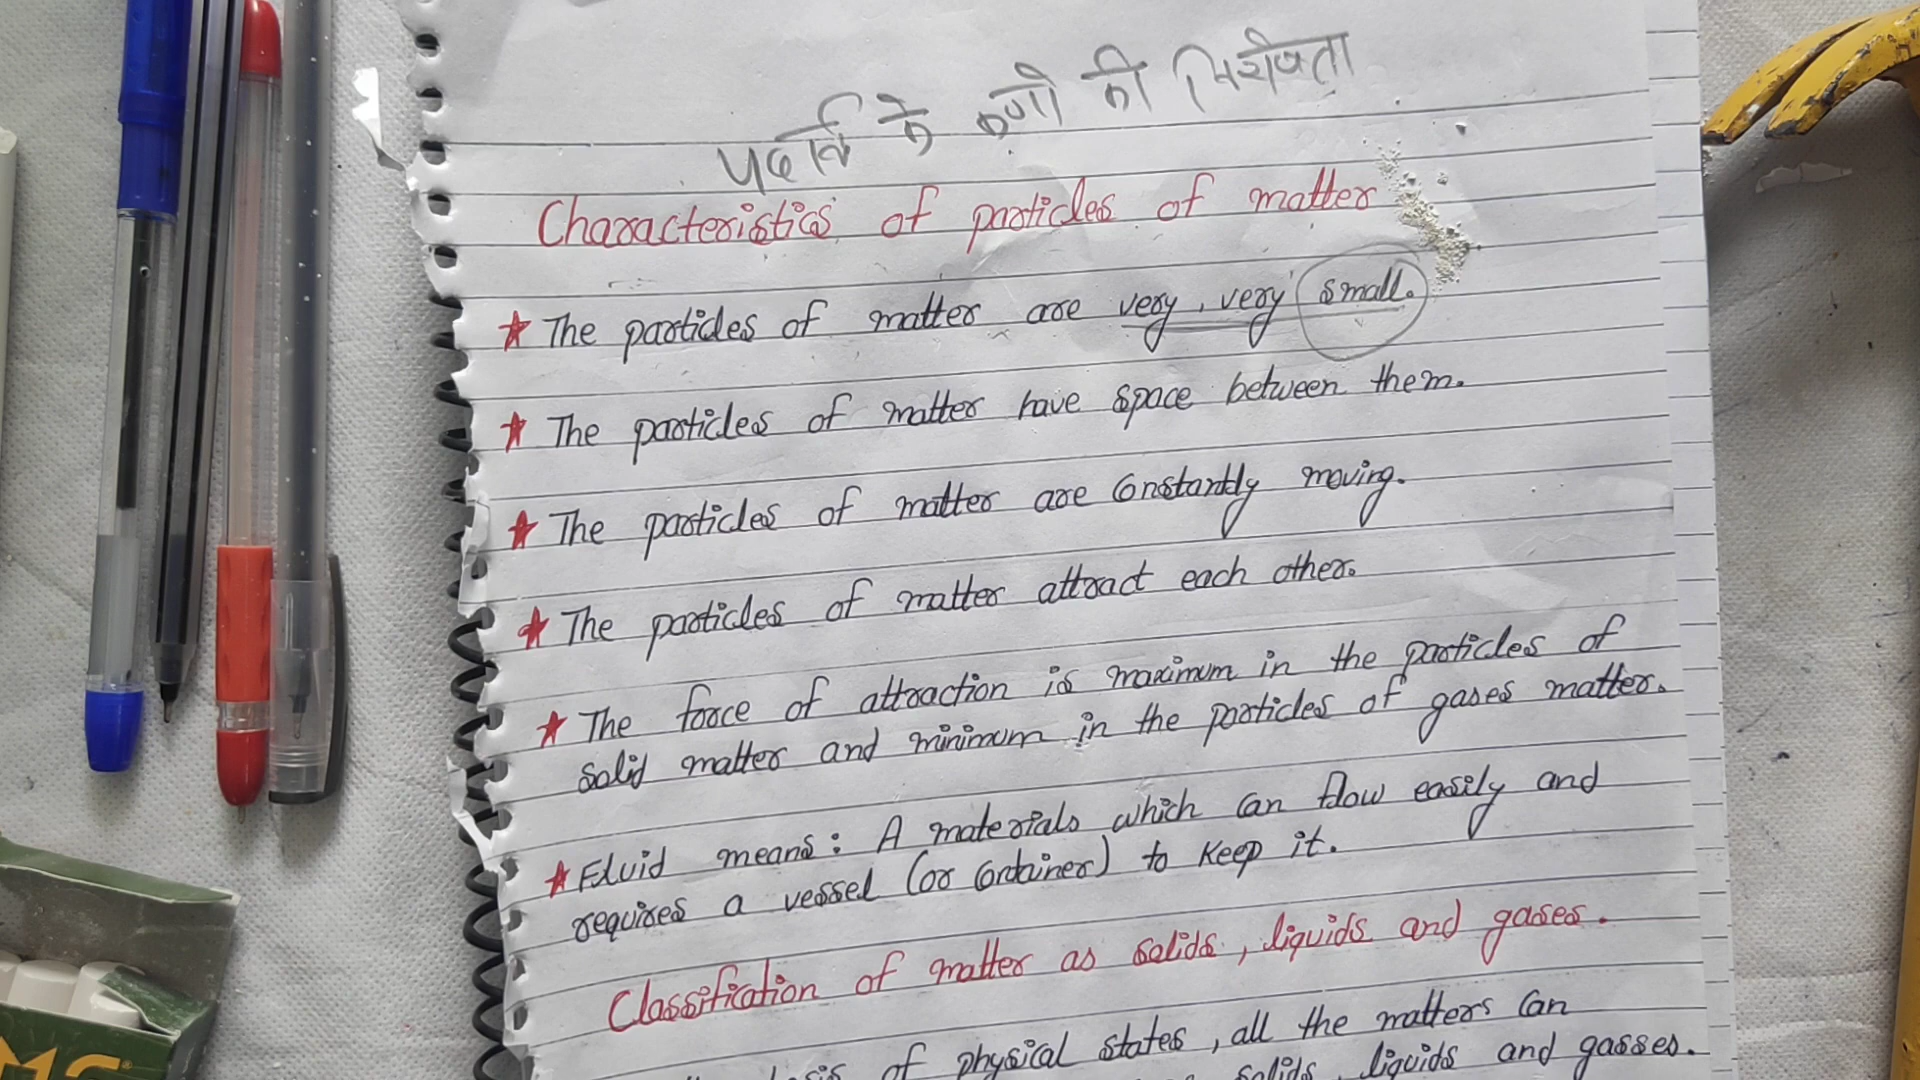 पदार्थ के कणो की विशेषता
Characteristics of particles of matter
★ The particles of matter are very, very small.
★ The particles of matter have space between them.
★ The particles of matter are Constantly moving.
★ The particles of matter attract each other.
★ The force of attraction is maximum in the particles of
solid matter and minimum in the particles of gases matter.
★ Fluid means: A materials which Can flow easily and
requires a vessel (or Container) to Keep it.
Classification of matter as solids, liquids and gases.
of physical states, all the matters Can
solids, liquids and gasses.